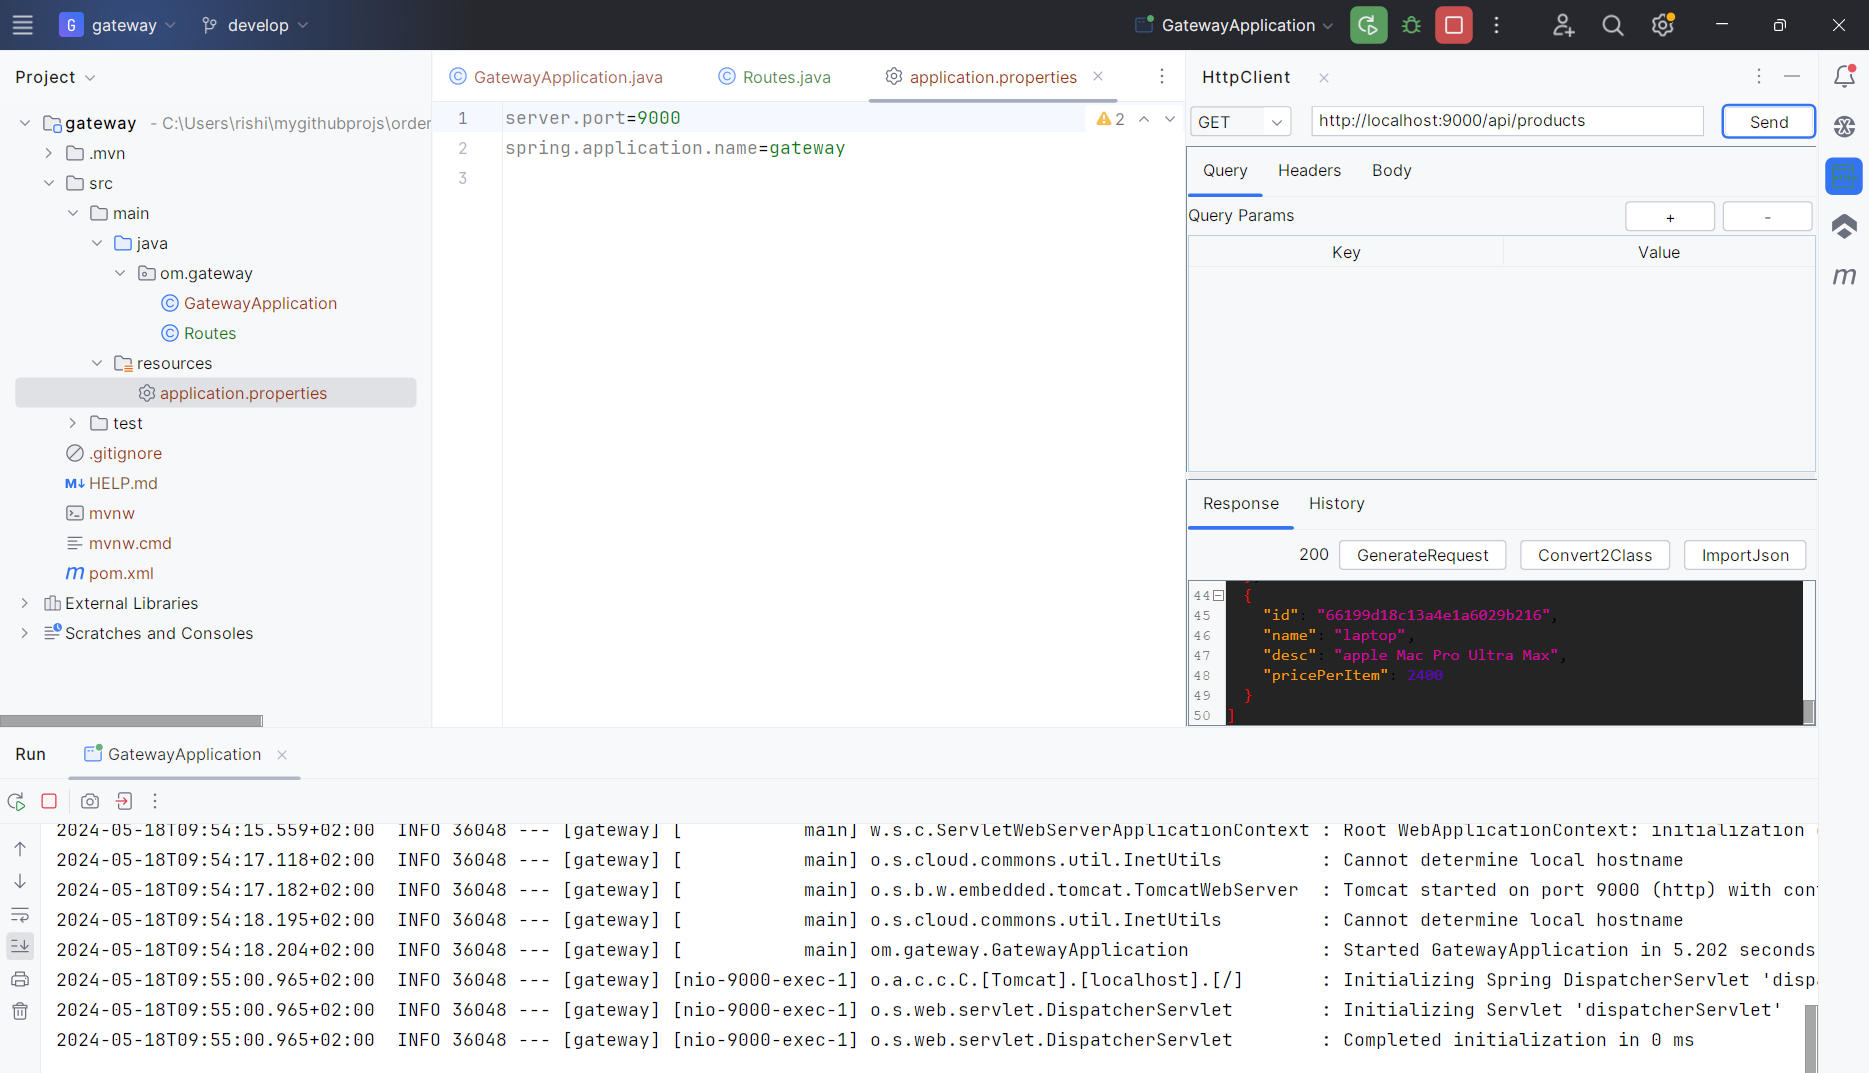 G gateway develop GatewayApplication
Project
gateway - C:\Users\rishi\mygithubprojs\order
.mvn
src
main
java
om.gateway
GatewayApplication
Routes
resources
application.properties
test
.gitignore
M↓ HELP.md
mvnw
mvnw.cmd
m pom.xml
External Libraries
Scratches and Consoles
GatewayApplication.java Routes.java application.properties
1 server.port=9000
2 spring.application.name=gateway
3
2
HttpClient
GET http://localhost:9000/api/products Send
Query Headers Body
Query Params + -
Key Value
Response History
200 GenerateRequest Convert2Class ImportJson
44 {
45 "id": "66199d18c13a4e1a6029b216",
46 "name": "laptop",
47 "desc": "apple Mac Pro Ultra Max",
48 "pricePerItem": 2400
49 }
50 ]
m
Run GatewayApplication
2024-05-18T09:54:15.559+02:00 INFO 36048 --- [gateway] [ main] w.s.c.ServletWebServerApplicationContext : Root WebApplicationContext: initialization
2024-05-18T09:54:17.118+02:00 INFO 36048 --- [gateway] [ main] o.s.cloud.commons.util.InetUtils : Cannot determine local hostname
2024-05-18T09:54:17.182+02:00 INFO 36048 --- [gateway] [ main] o.s.b.w.embedded.tomcat.TomcatWebServer : Tomcat started on port 9000 (http) with con
2024-05-18T09:54:18.195+02:00 INFO 36048 --- [gateway] [ main] o.s.cloud.commons.util.InetUtils : Cannot determine local hostname
2024-05-18T09:54:18.204+02:00 INFO 36048 --- [gateway] [ main] om.gateway.GatewayApplication : Started GatewayApplication in 5.202 seconds
2024-05-18T09:55:00.965+02:00 INFO 36048 --- [gateway] [nio-9000-exec-1] o.a.c.c.C.[Tomcat].[localhost].[/] : Initializing Spring DispatcherServlet 'disp
2024-05-18T09:55:00.965+02:00 INFO 36048 --- [gateway] [nio-9000-exec-1] o.s.web.servlet.DispatcherServlet : Initializing Servlet 'dispatcherServlet'
2024-05-18T09:55:00.965+02:00 INFO 36048 --- [gateway] [nio-9000-exec-1] o.s.web.servlet.DispatcherServlet : Completed initialization in 0 ms